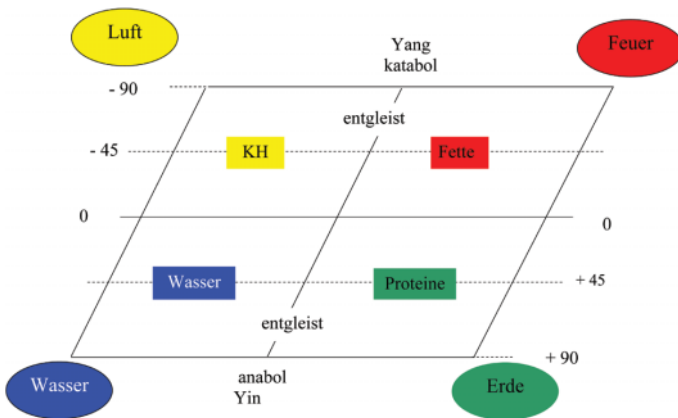 Luft
Yang
katabol
Feuer
- 90
entgleist
- 45
KH
Fette
0
0
Wasser
Proteine
+ 45
entgleist
+ 90
Wasser
anabol
Yin
Erde